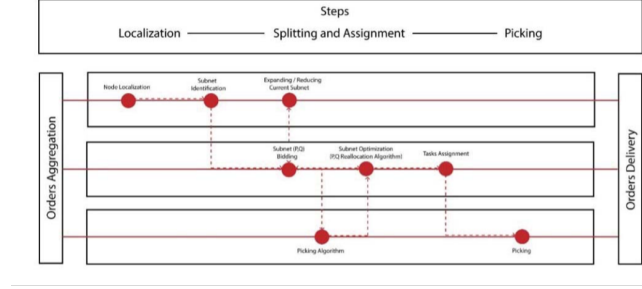 Steps
Localization Splitting and Assignment Picking
Orders Aggregation
Node Localization
Subnet
Identification
Expanding / Reducing
Current Subnet
Subnet (P,Q)
Bidding
Subnet Optimization
(P,Q Reallocation Algorithm)
Tasks Assignment
Picking Algorithm
Picking
Orders Delivery